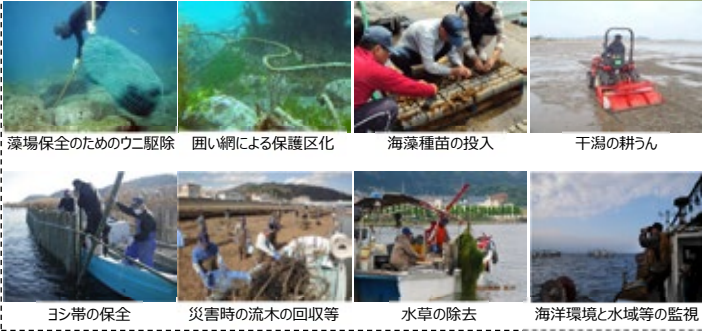 藻場保全のためのウニ駆除
囲い網による保護区化
海藻種苗の投入
干潟の耕うん
ヨシ帯の保全
災害時の流木の回収等
水草の除去
海洋環境と水域等の監視